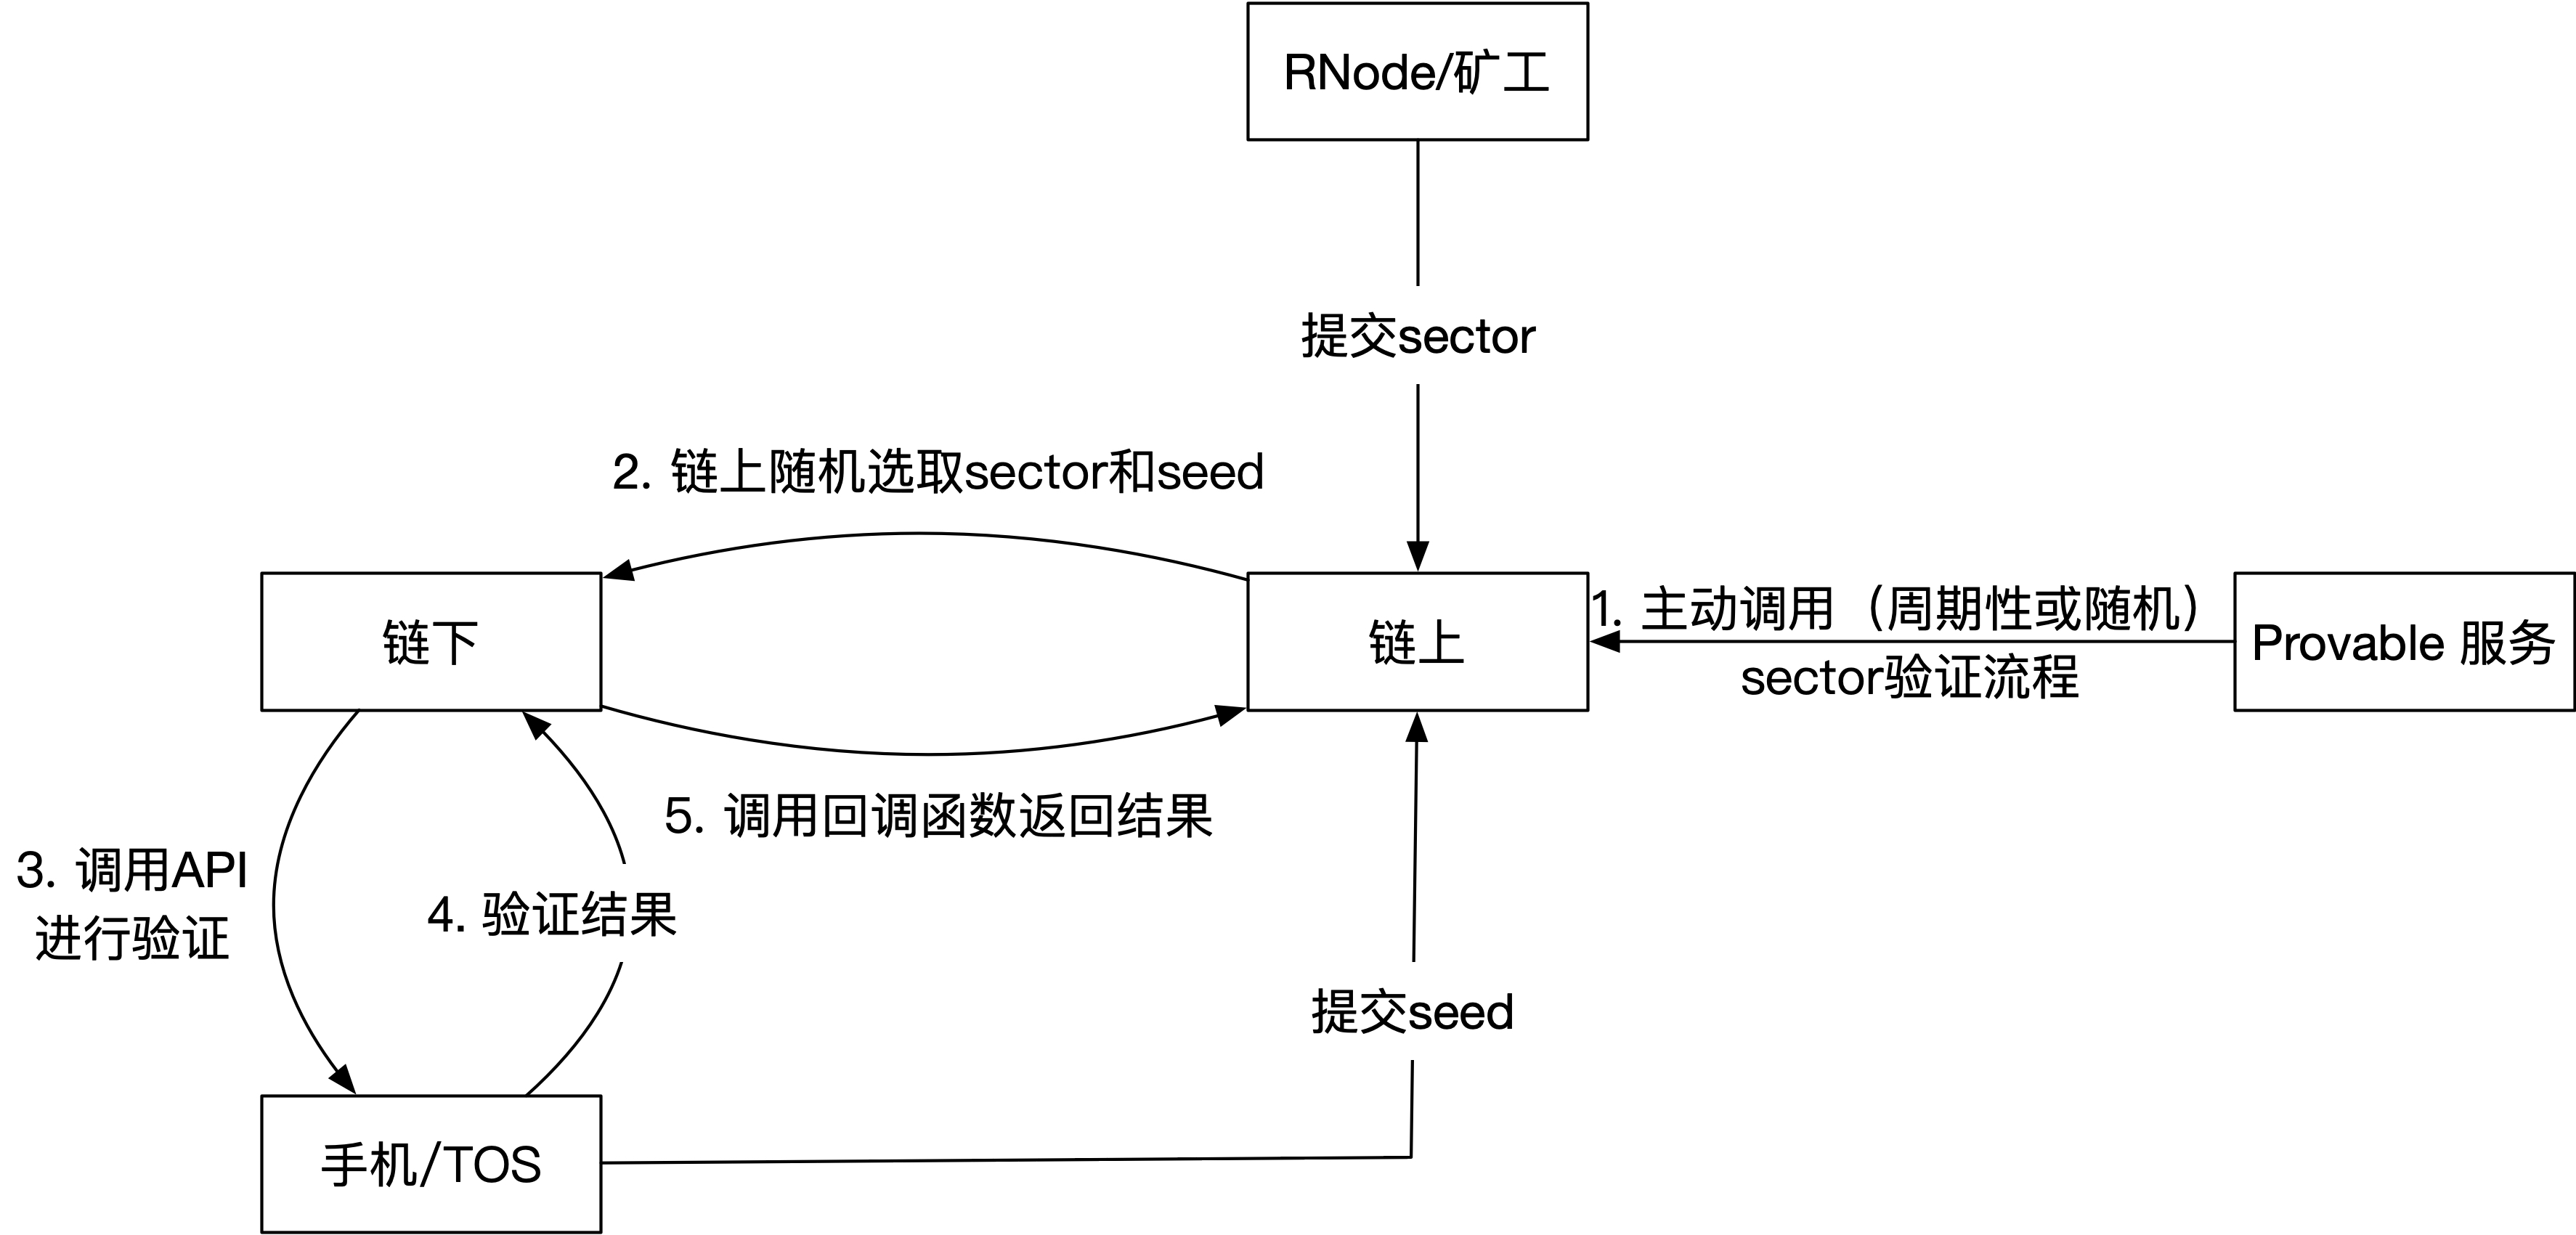 RNode/矿工
提交sector
2. 链上随机选取sector和seed
链下
链上
1. 主动调用（周期性或随机）
sector验证流程
Provable 服务
5. 调用回调函数返回结果
3. 调用API
进行验证
4. 验证结果
提交seed
手机/TOS